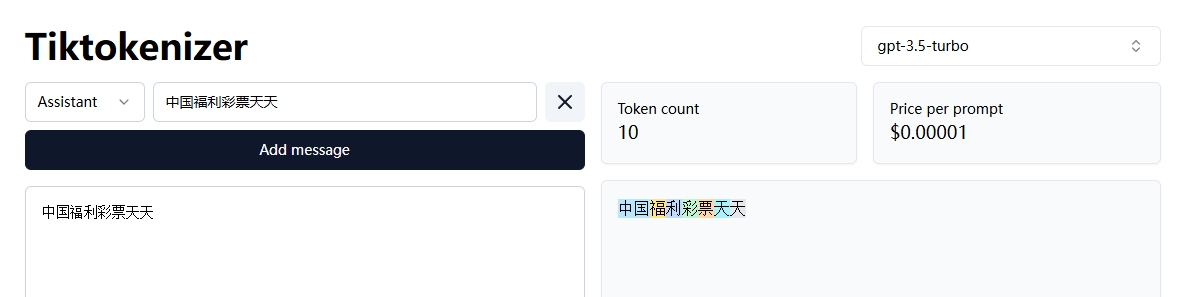 Tiktokenizer
gpt-3.5-turbo
Assistant
中国福利彩票天天
Add message
中国福利彩票天天
Token count
10
Price per prompt
$0.00001
中国福利彩票天天